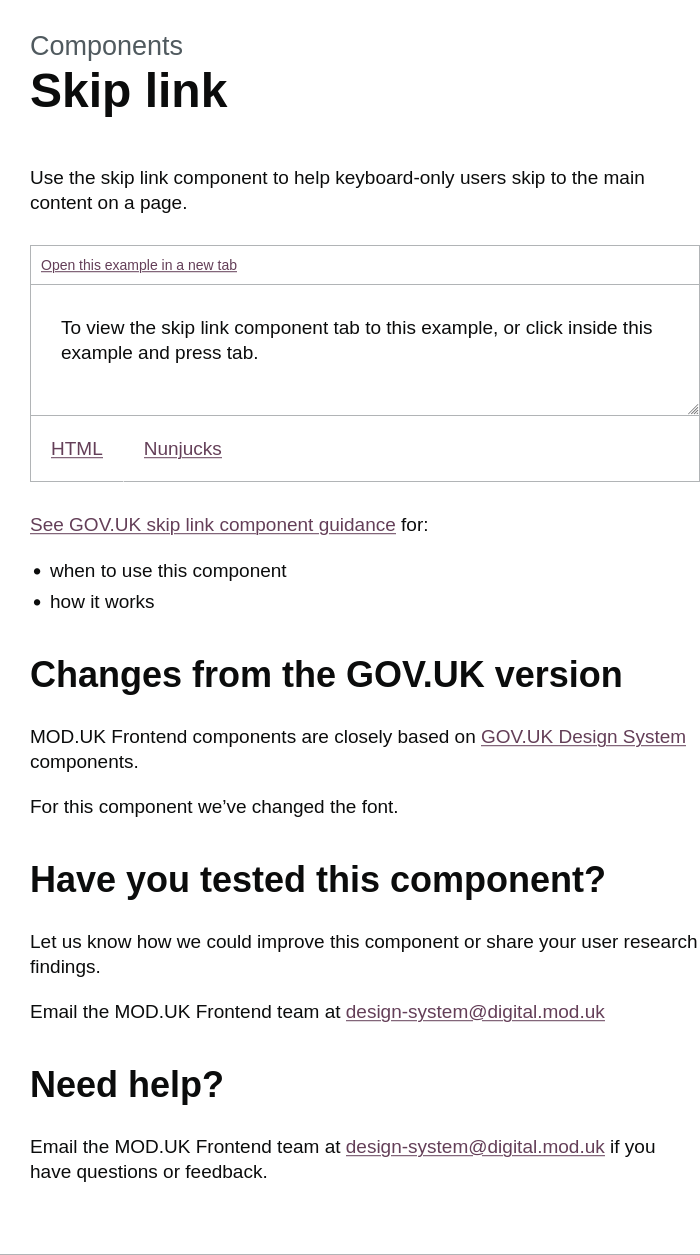 Components
Skip link
Use the skip link component to help keyboard-only users skip to the main
content on a page.
Open this example in a new tab
To view the skip link component tab to this example, or click inside this
example and press tab.
HTML Nunjucks
See GOV.UK skip link component guidance for:
• when to use this component
• how it works
Changes from the GOV.UK version
MOD.UK Frontend components are closely based on GOV.UK Design System
components.
For this component we’ve changed the font.
Have you tested this component?
Let us know how we could improve this component or share your user research
findings.
Email the MOD.UK Frontend team at design-system@digital.mod.uk
Need help?
Email the MOD.UK Frontend team at design-system@digital.mod.uk if you
have questions or feedback.